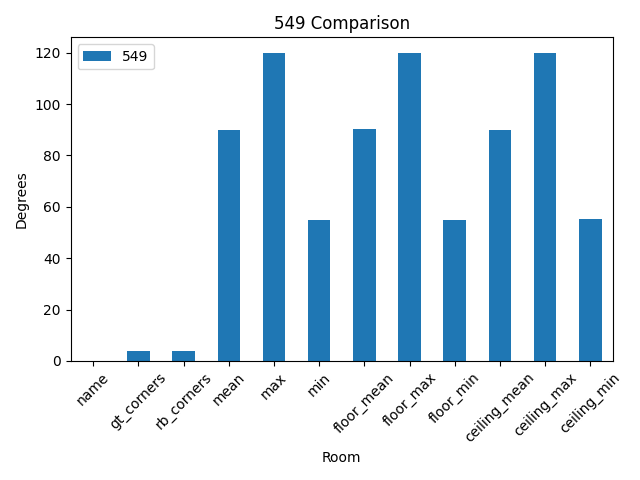 549 Comparison
549
Degrees
120
100
80
60
40
20
0
name
gt_corners
rb_corners
mean
max
min
floor_mean
floor_max
floor_min
ceiling_mean
ceiling_max
ceiling_min
Room